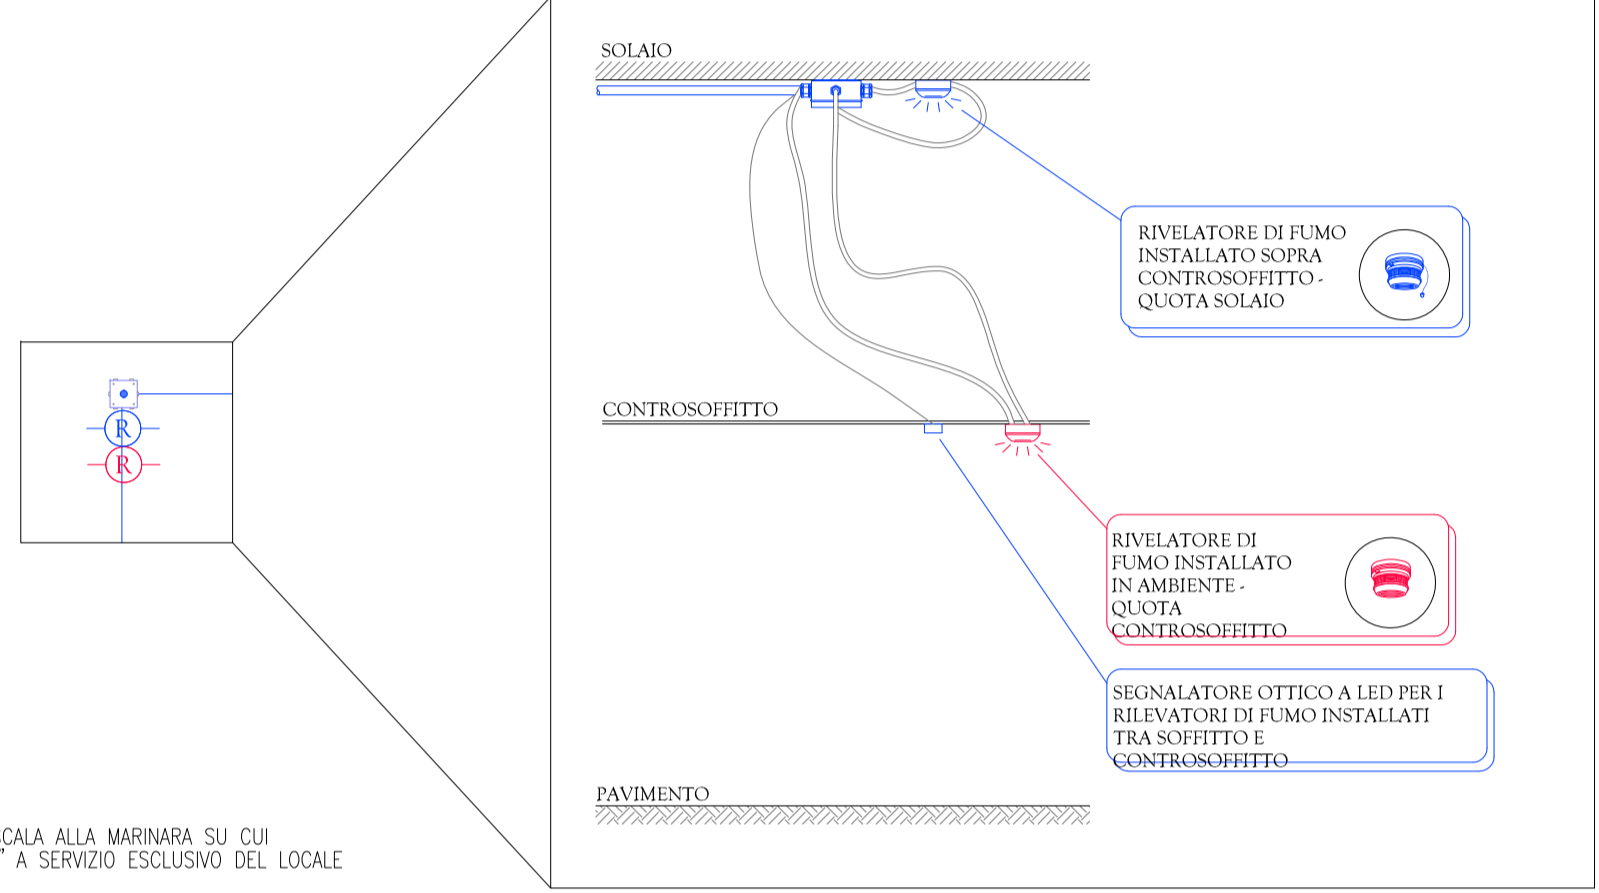 SOLAIO
RIVELATORE DI FUMO
INSTALLATO SOPRA
CONTROSOFFITTO -
QUOTA SOLAIO
CONTROSOFFITTO
R
R
RIVELATORE DI
FUMO INSTALLATO
IN AMBIENTE -
QUOTA
CONTROSOFFITTO
SEGNALATORE OTTICO A LED PER I
RILEVATORI DI FUMO INSTALLATI
TRA SOFFITTO E
CONTROSOFFITTO
PAVIMENTO
CALA ALLA MARINARA SU CUI
" A SERVIZIO ESCLUSIVO DEL LOCALE